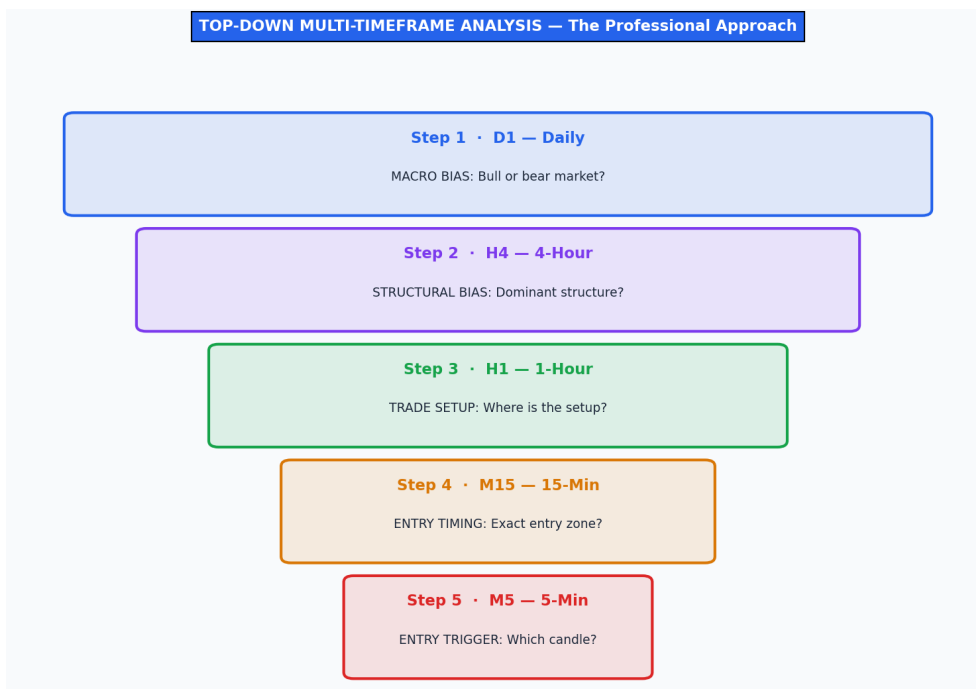 TOP-DOWN MULTI-TIMEFRAME ANALYSIS — The Professional Approach
Step 1 · D1 — Daily
MACRO BIAS: Bull or bear market?
Step 2 · H4 — 4-Hour
STRUCTURAL BIAS: Dominant structure?
Step 3 · H1 — 1-Hour
TRADE SETUP: Where is the setup?
Step 4 · M15 — 15-Min
ENTRY TIMING: Exact entry zone?
Step 5 · M5 — 5-Min
ENTRY TRIGGER: Which candle?